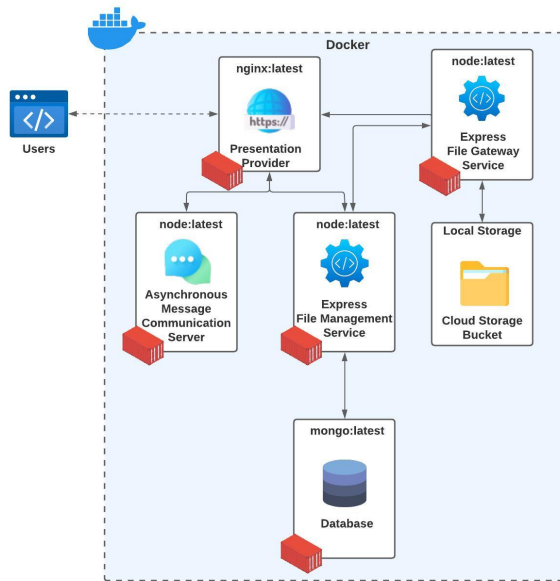 Docker
nginx:latest
https://
Presentation
Provider
node:latest
Express
File Gateway
Service
Users
node:latest
Asynchronous
Message
Communication
Server
node:latest
Express
File Management
Service
Local Storage
Cloud Storage
Bucket
mongo:latest
Database